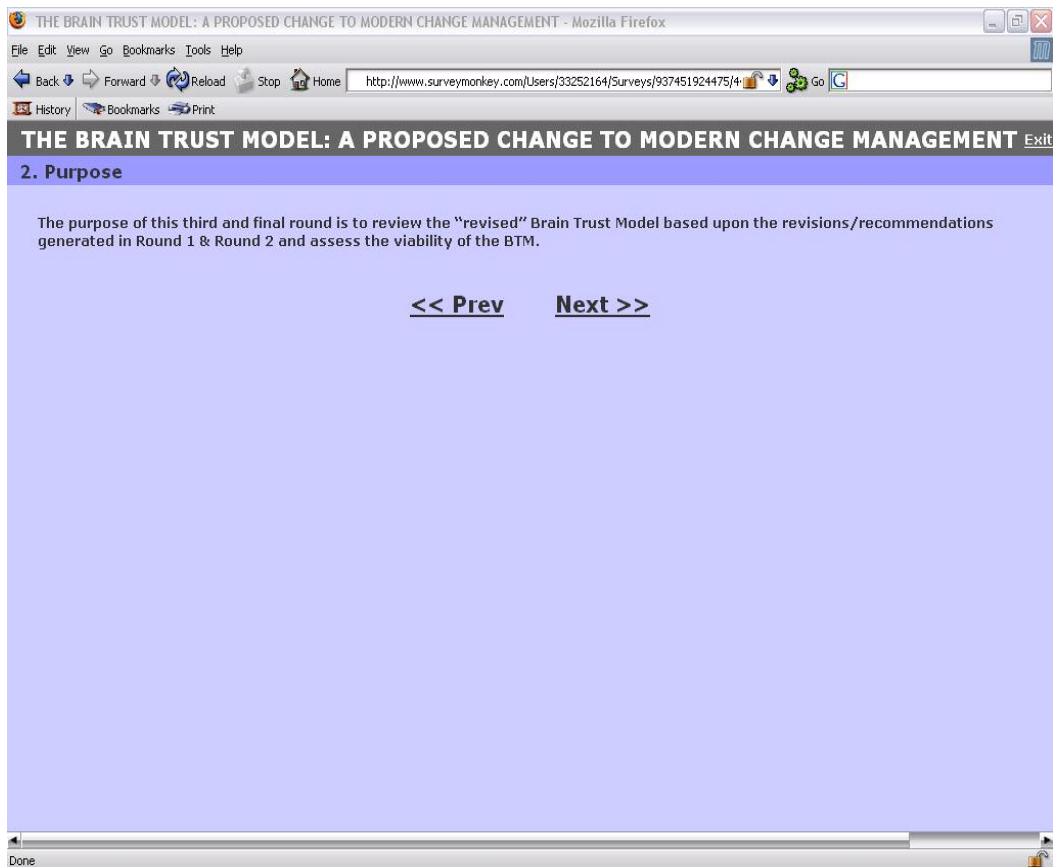 THE BRAIN TRUST MODEL: A PROPOSED CHANGE TO MODERN CHANGE MANAGEMENT - Mozilla Firefox
File Edit View Go Bookmarks Tools Help
Back Forward Reload Stop Home http://www.surveymonkey.com/Users/33252164/Surveys/937451924475/4 Go G
History Bookmarks Print
THE BRAIN TRUST MODEL: A PROPOSED CHANGE TO MODERN CHANGE MANAGEMENT Exit
2. Purpose
The purpose of this third and final round is to review the “revised” Brain Trust Model based upon the revisions/recommendations
generated in Round 1 & Round 2 and assess the viability of the BTM.
<< Prev Next >>
Done